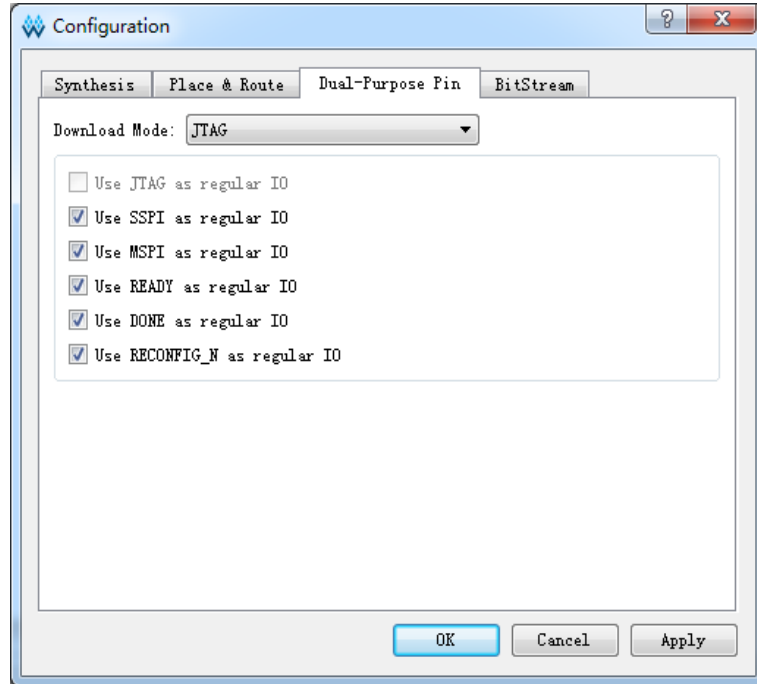 Configuration
Synthesis Place & Route Dual-Purpose Pin BitStream
Download Mode: JTAG
Use JTAG as regular IO
Use SSPI as regular IO
Use MSPI as regular IO
Use READY as regular IO
Use DONE as regular IO
Use RECONFIG_N as regular IO
OK Cancel Apply